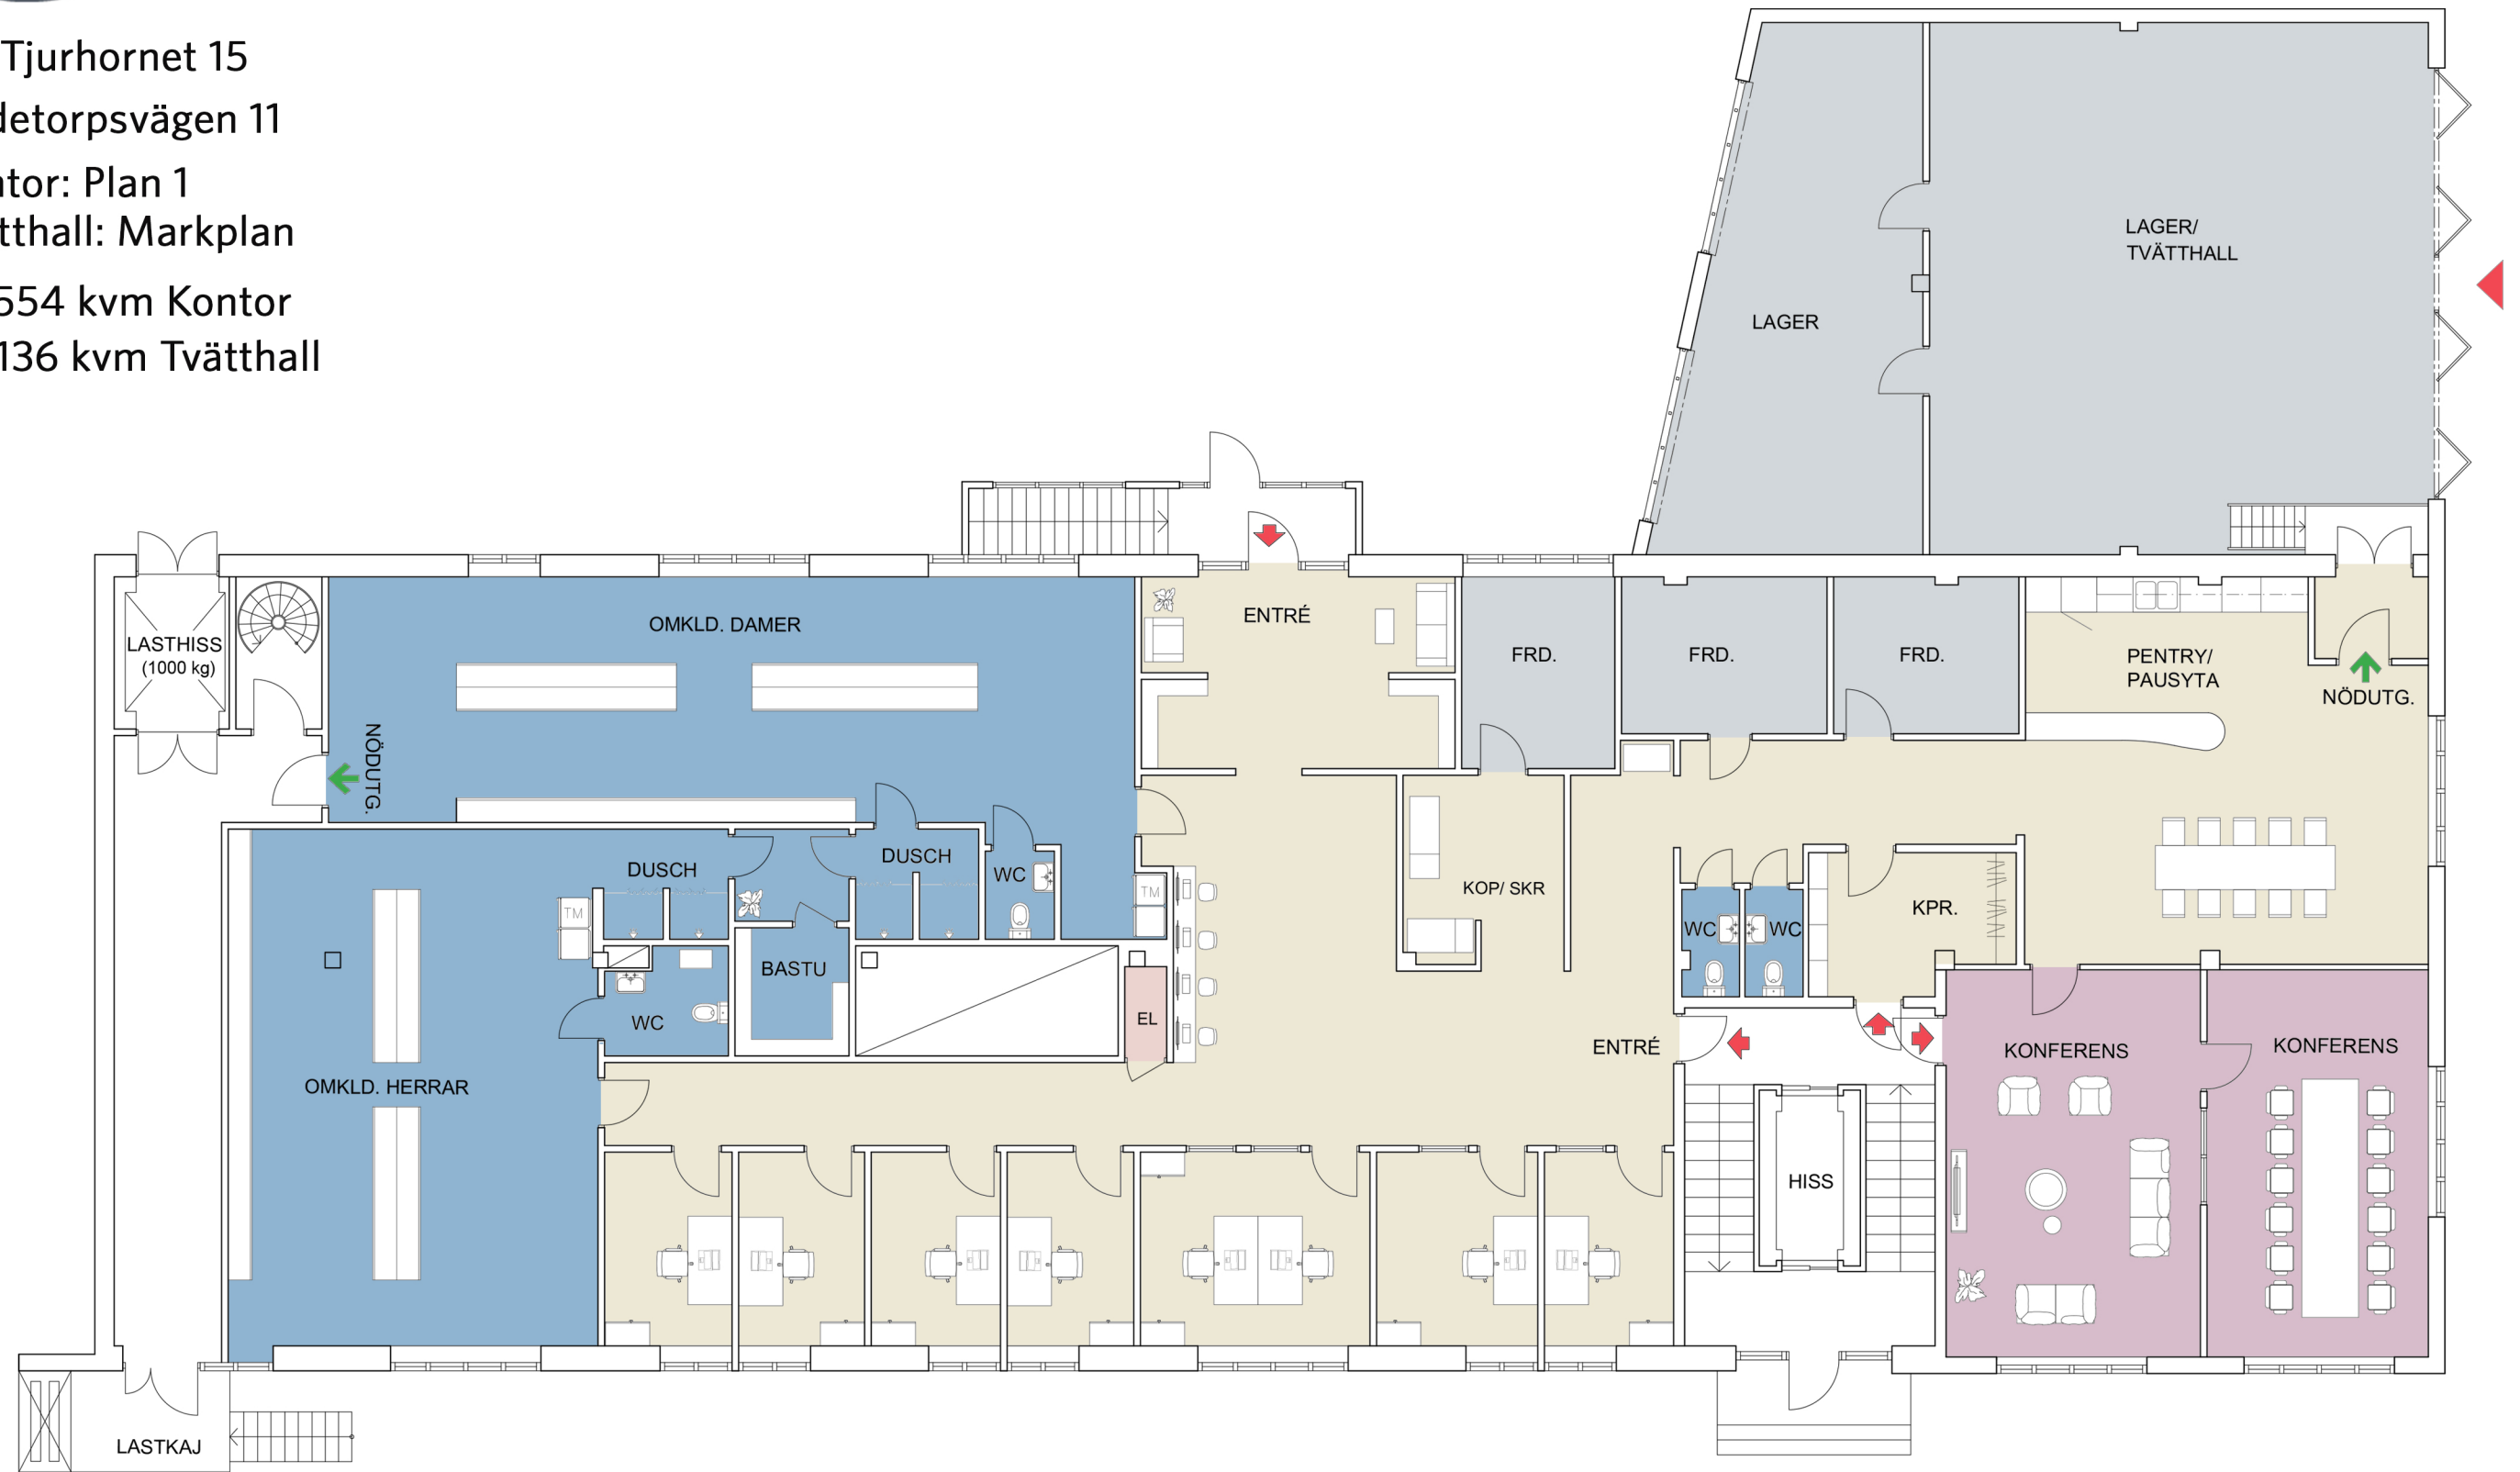 Tjurhornet 15
detorpsvägen 11
ntor: Plan 1
tthall: Markplan
554 kvm Kontor
136 kvm Tvätthall
LAGER/
TVÄTTHALL
LAGER
OMKLD. DAMER
ENTRÉ
LASTHISS
(1000 kg)
FRD.
FRD.
FRD.
PENTRY/
PAUSYTA
NÖDUTG.
NÖDUTG.
DUSCH
DUSCH
WC
TM
KOP/ SKR
TM
KPR.
WC
WC
BASTU
WC
EL
ENTRÉ
KONFERENS
KONFERENS
OMKLD. HERRAR
HISS
LASTKAJ